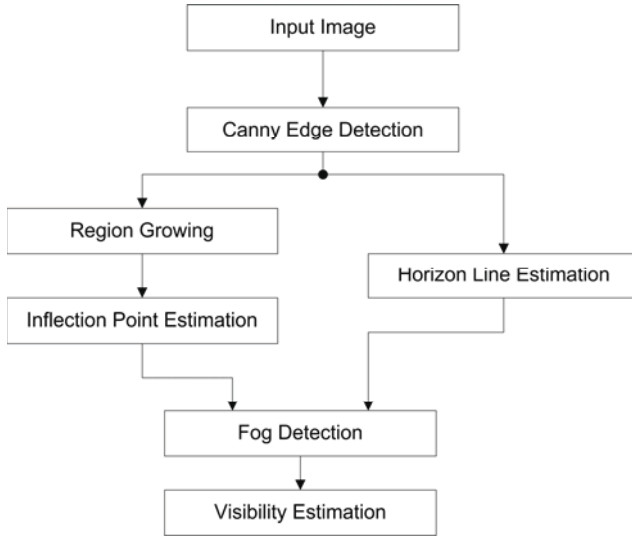 Input Image
Canny Edge Detection
Region Growing
Horizon Line Estimation
Inflection Point Estimation
Fog Detection
Visibility Estimation